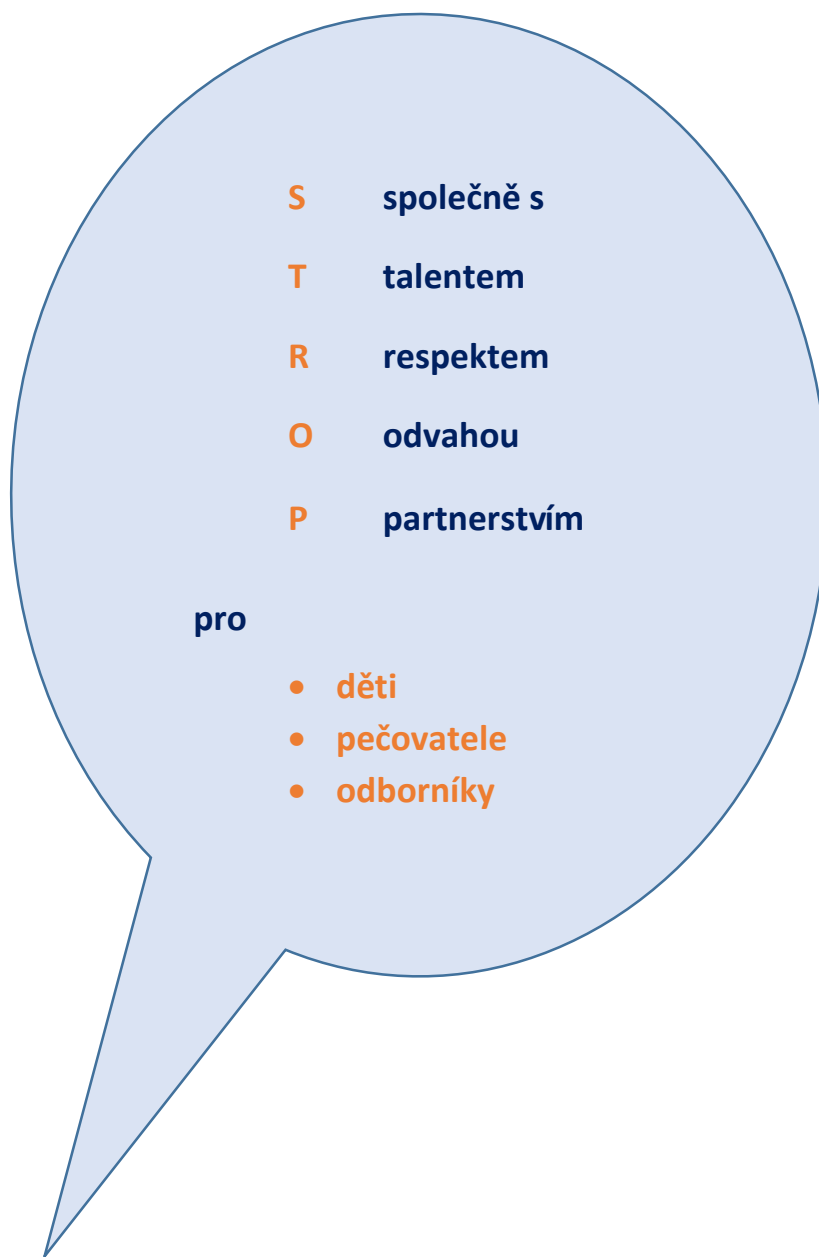 S společně s
T talentem
R respektem
O odvahou
P partnerstvím
pro
• děti
• pečovatele
• odborníky